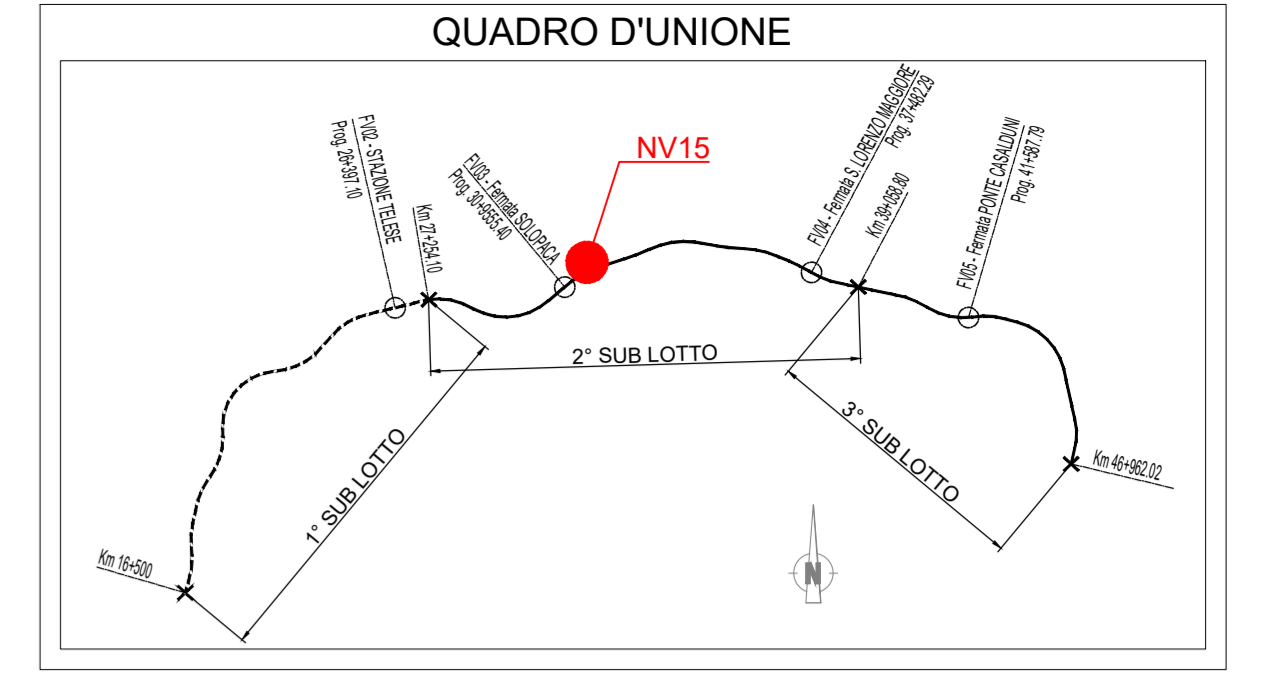 QUADRO D'UNIONE
FV02 - STAZIONE TELESE
Prog. 26+397.10
Km 27+254.10
FV03 - Fermata SOLOPACA
Prog. 30+9555.40
NV15
FV04 - Fermata S. LORENZO MAGGIORE
Prog. 37+482.29
Km 39+058.80
FV05 - Fermata PONTE CASALDUNI
Prog. 41+587.79
2° SUB LOTTO
1° SUB LOTTO
3° SUB LOTTO
Km 46+962.02
Km 16+500
N